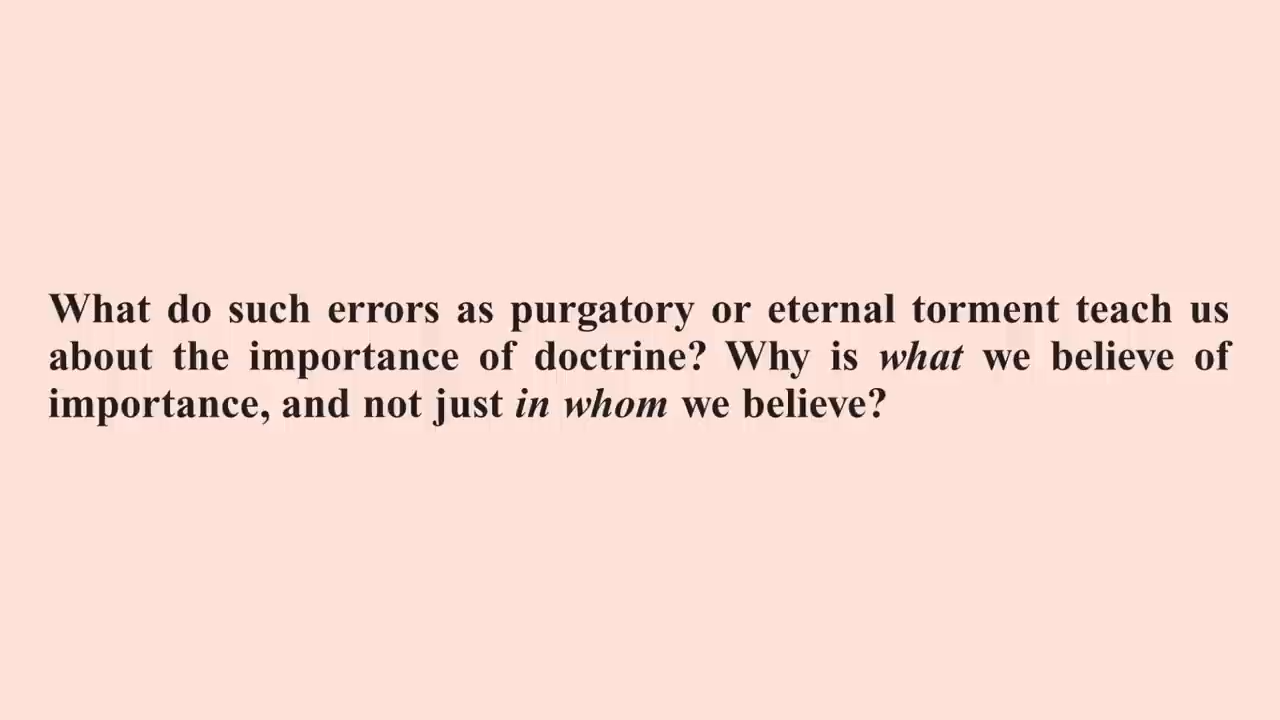 What do such errors as purgatory or eternal torment teach us
about the importance of doctrine? Why is what we believe of
importance, and not just in whom we believe?